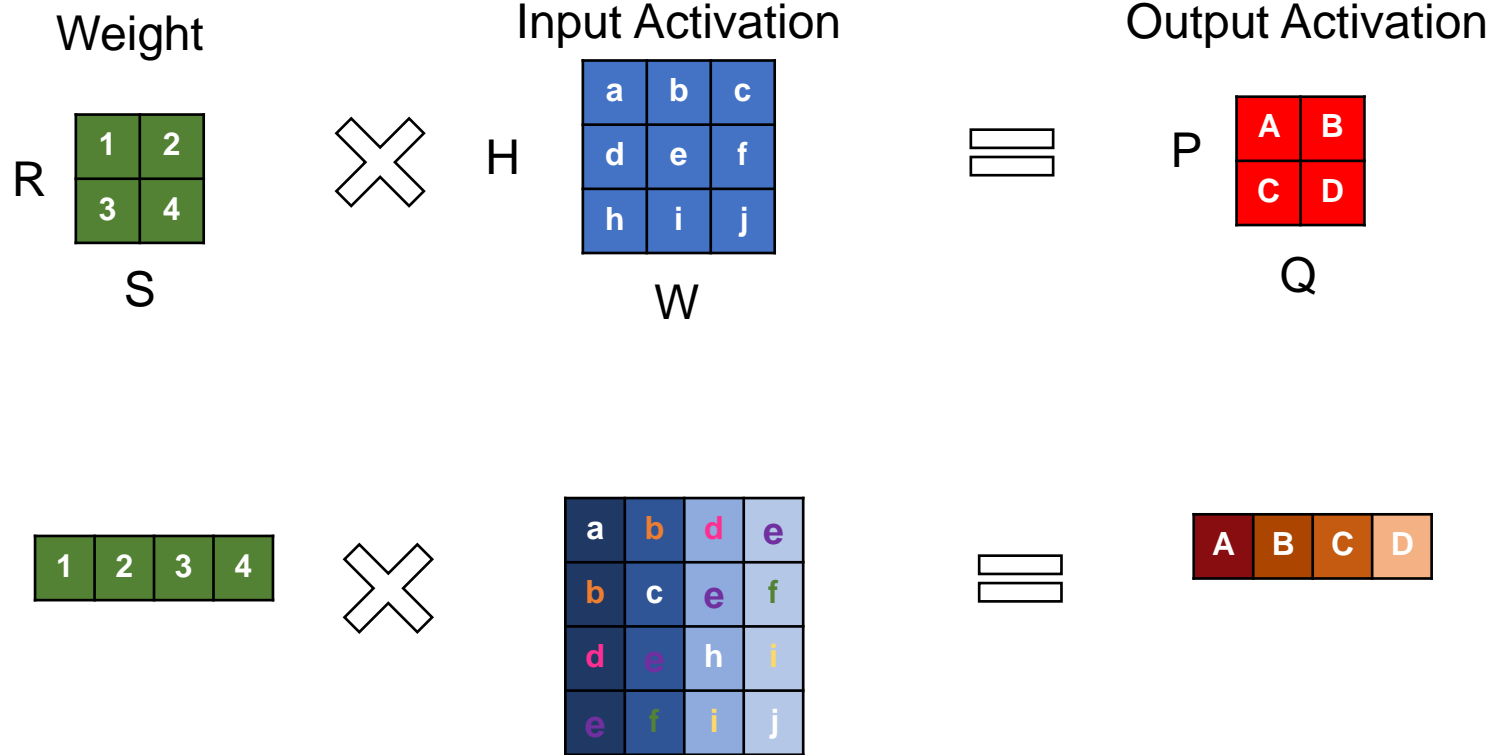 Weight Input Activation Output Activation
R
1 2
3 4
S
H
a b c
d e f
h i j
W
P
A B
C D
Q
1 2 3 4
a b d e
b c e f
d e h i
e f i j
A B C D